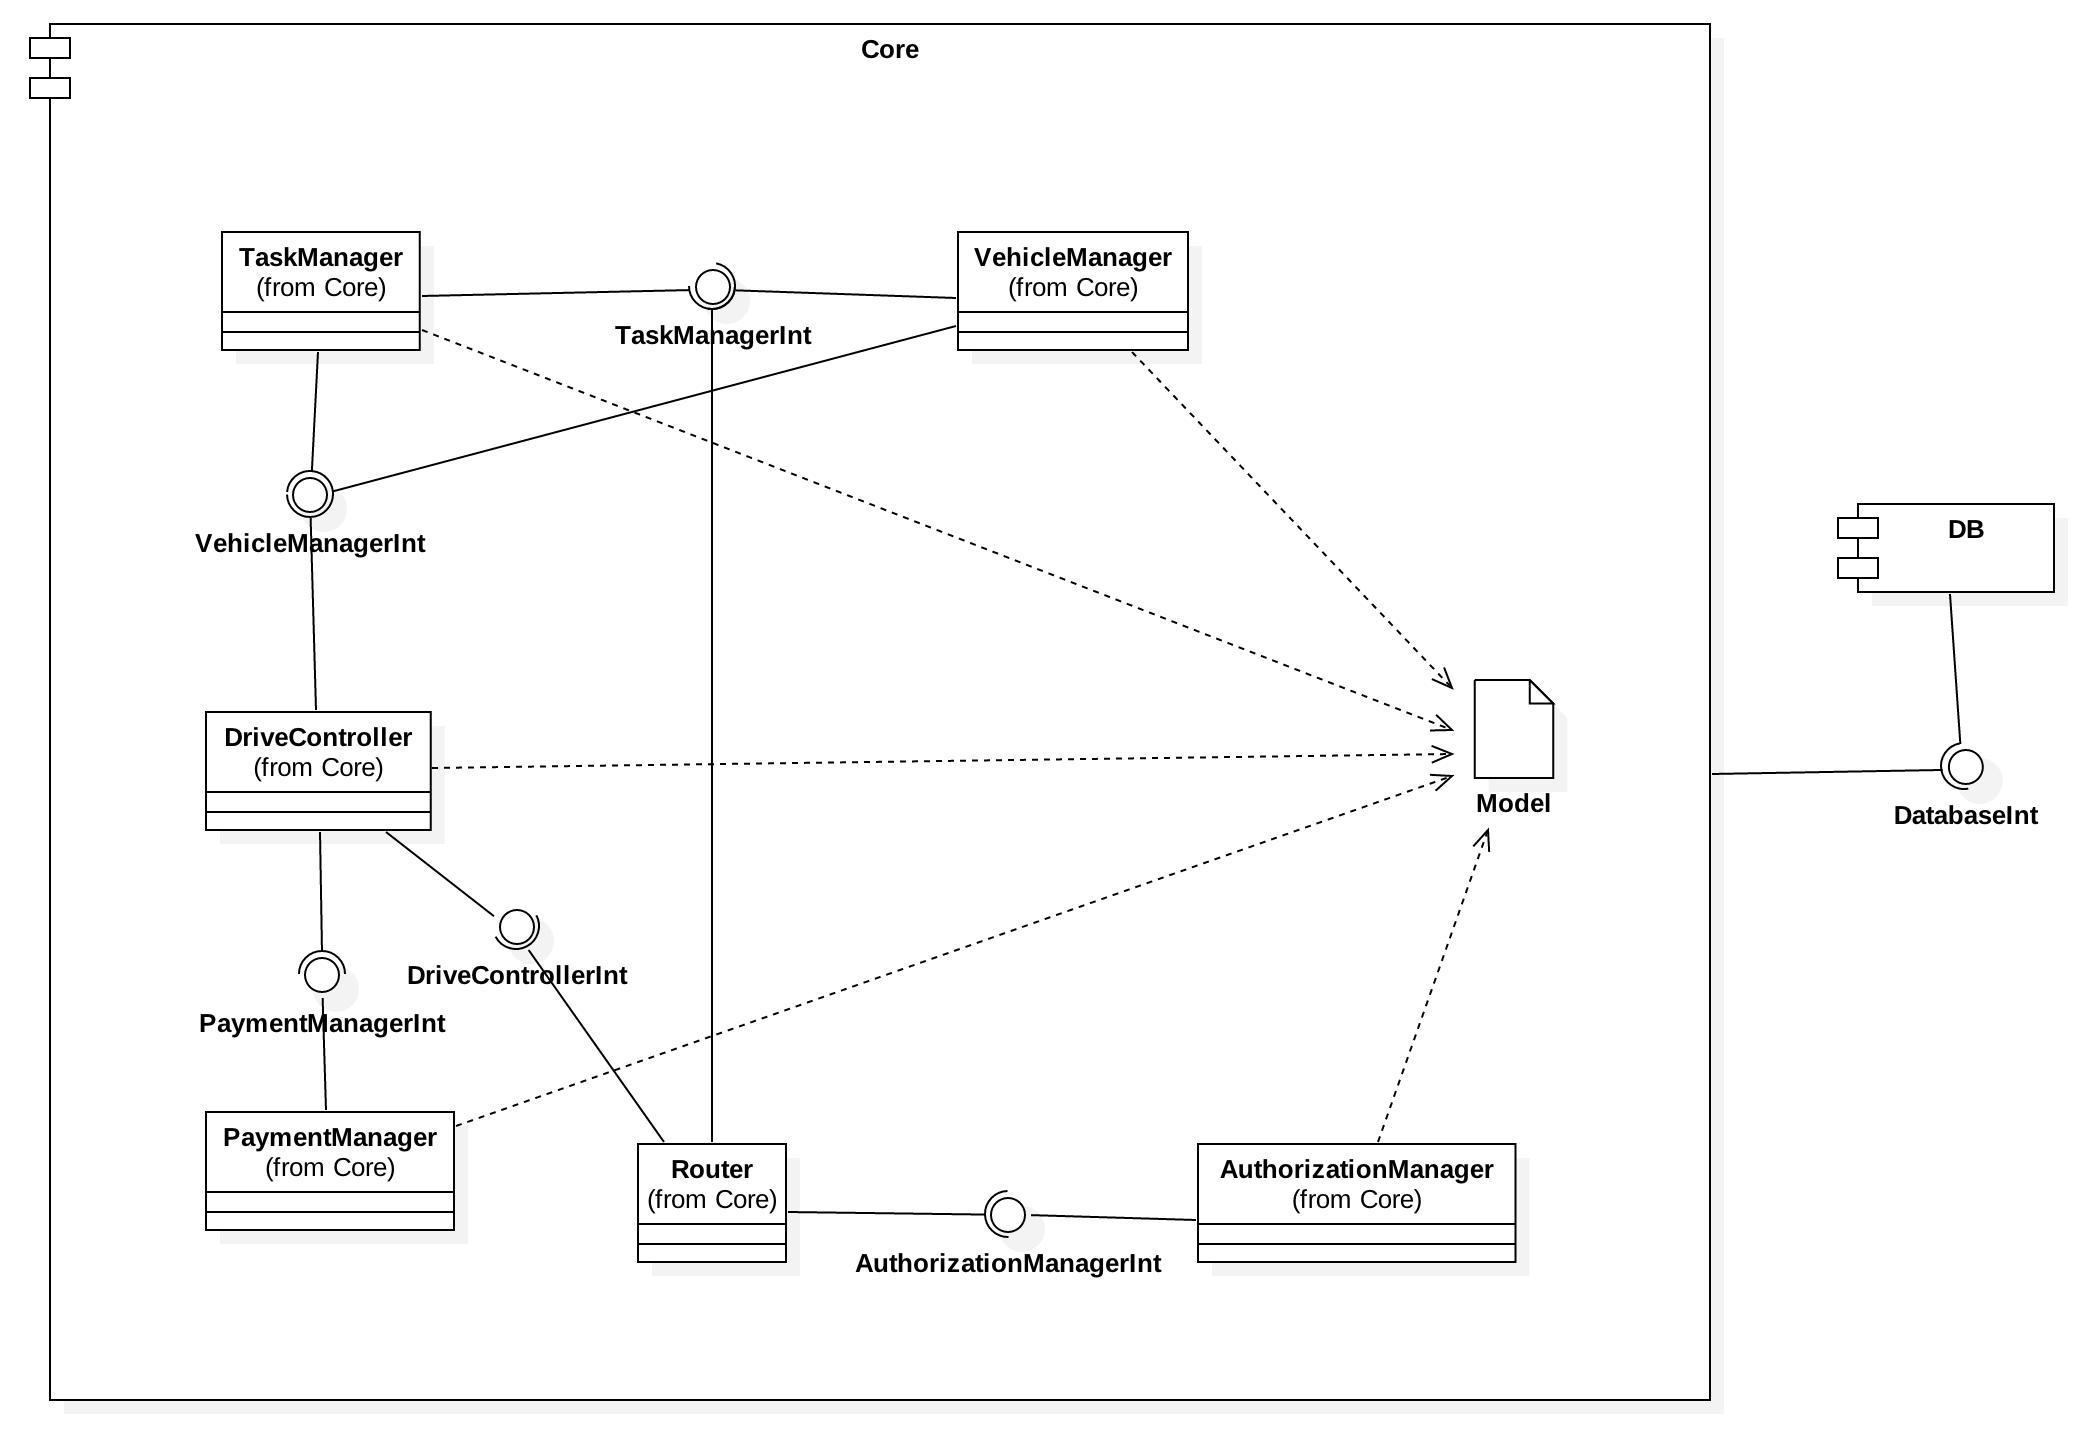 Core
TaskManager
(from Core)
VehicleManager
(from Core)
TaskManagerInt
VehicleManagerInt
DB
DriveController
(from Core)
Model
DatabaseInt
DriveControllerInt
PaymentManagerInt
PaymentManager
(from Core)
Router
(from Core)
AuthorizationManager
(from Core)
AuthorizationManagerInt